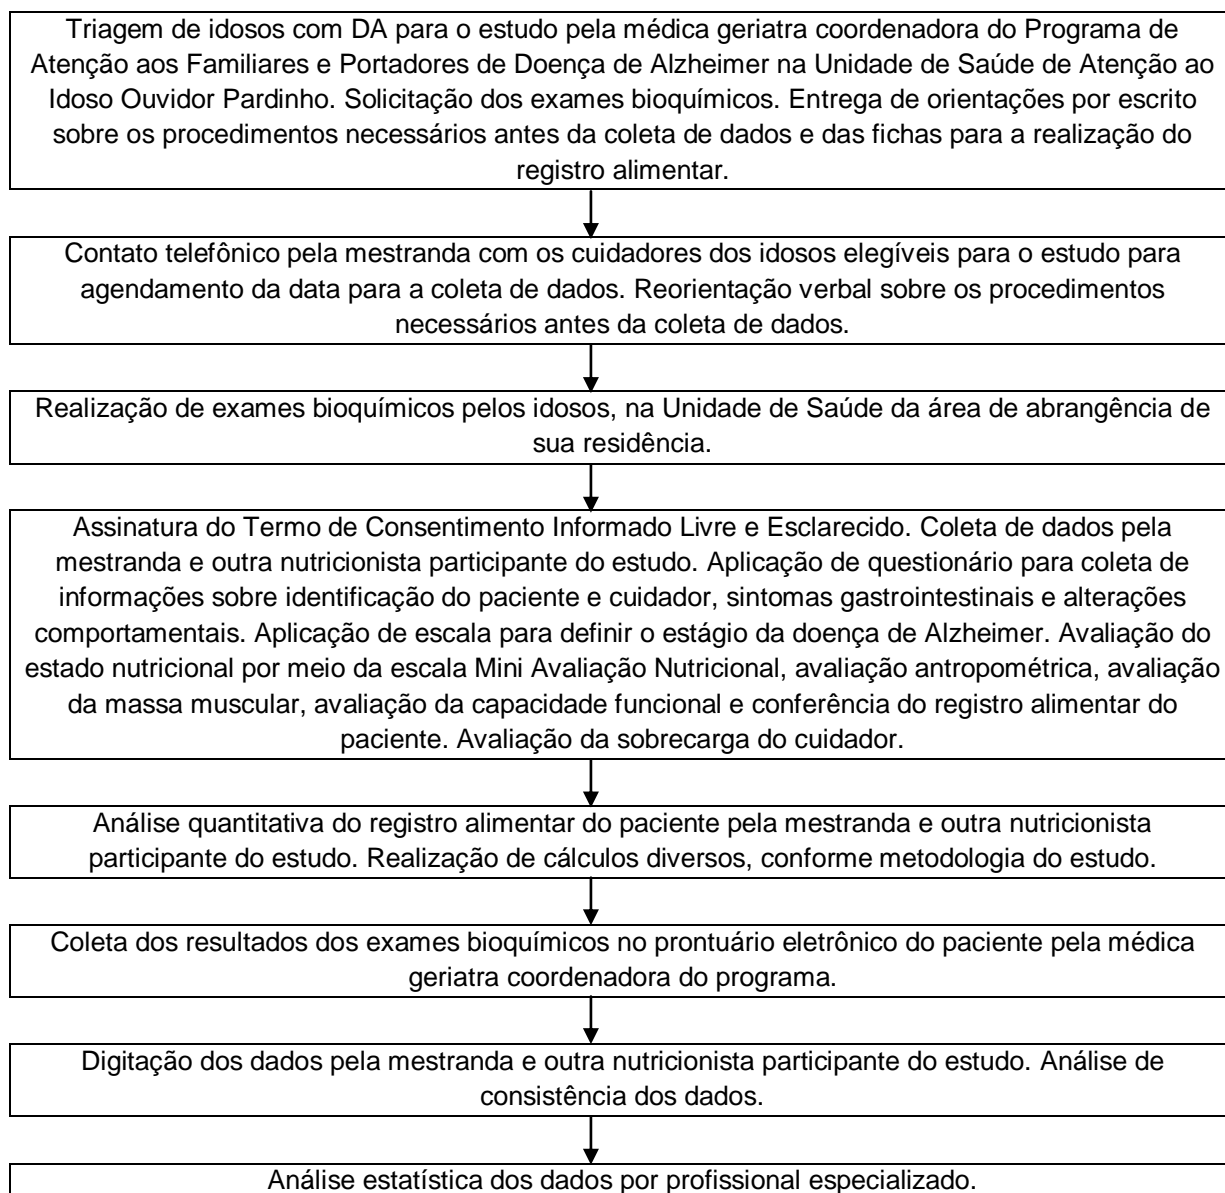 Triagem de idosos com DA para o estudo pela médica geriatra coordenadora do Programa de
Atenção aos Familiares e Portadores de Doença de Alzheimer na Unidade de Saúde de Atenção ao
Idoso Ouvidor Pardinho. Solicitação dos exames bioquímicos. Entrega de orientações por escrito
sobre os procedimentos necessários antes da coleta de dados e das fichas para a realização do
registro alimentar.
Contato telefônico pela mestranda com os cuidadores dos idosos elegíveis para o estudo para
agendamento da data para a coleta de dados. Reorientação verbal sobre os procedimentos
necessários antes da coleta de dados.
Realização de exames bioquímicos pelos idosos, na Unidade de Saúde da área de abrangência de
sua residência.
Assinatura do Termo de Consentimento Informado Livre e Esclarecido. Coleta de dados pela
mestranda e outra nutricionista participante do estudo. Aplicação de questionário para coleta de
informações sobre identificação do paciente e cuidador, sintomas gastrointestinais e alterações
comportamentais. Aplicação de escala para definir o estágio da doença de Alzheimer. Avaliação do
estado nutricional por meio da escala Mini Avaliação Nutricional, avaliação antropométrica, avaliação
da massa muscular, avaliação da capacidade funcional e conferência do registro alimentar do
paciente. Avaliação da sobrecarga do cuidador.
Análise quantitativa do registro alimentar do paciente pela mestranda e outra nutricionista
participante do estudo. Realização de cálculos diversos, conforme metodologia do estudo.
Coleta dos resultados dos exames bioquímicos no prontuário eletrônico do paciente pela médica
geriatra coordenadora do programa.
Digitação dos dados pela mestranda e outra nutricionista participante do estudo. Análise de
consistência dos dados.
Análise estatística dos dados por profissional especializado.